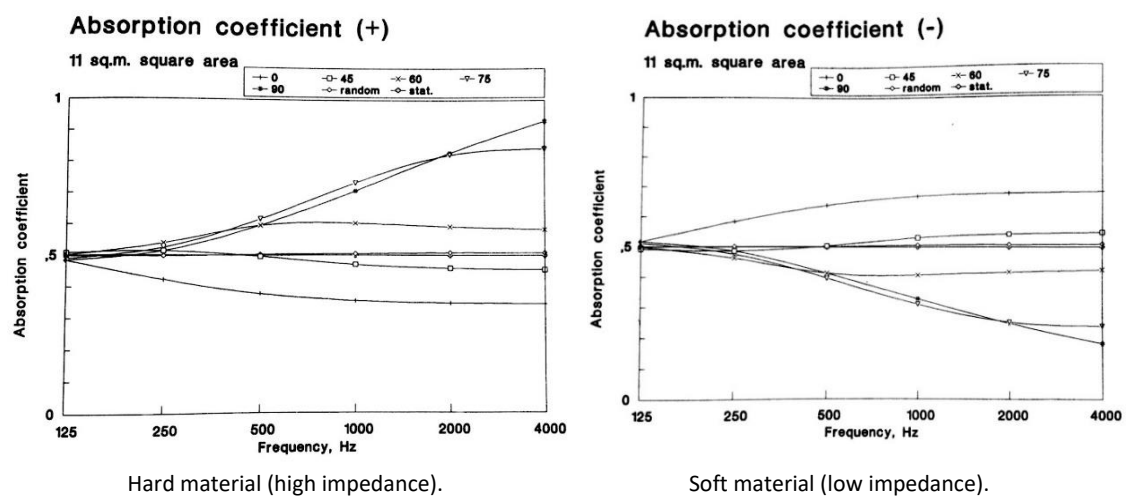 Absorption coefficient (+)
11 sq.m. square area
0 45 60 75
90 random stat.
1
.5
0
Absorption coefficient
125 250 500 1000 2000 4000
Frequency, Hz
Hard material (high impedance).
Absorption coefficient (-)
11 sq.m. square area
0 45 60 75
90 random stat.
1
.5
0
Absorption coefficient
125 250 500 1000 2000 4000
Frequency, Hz
Soft material (low impedance).